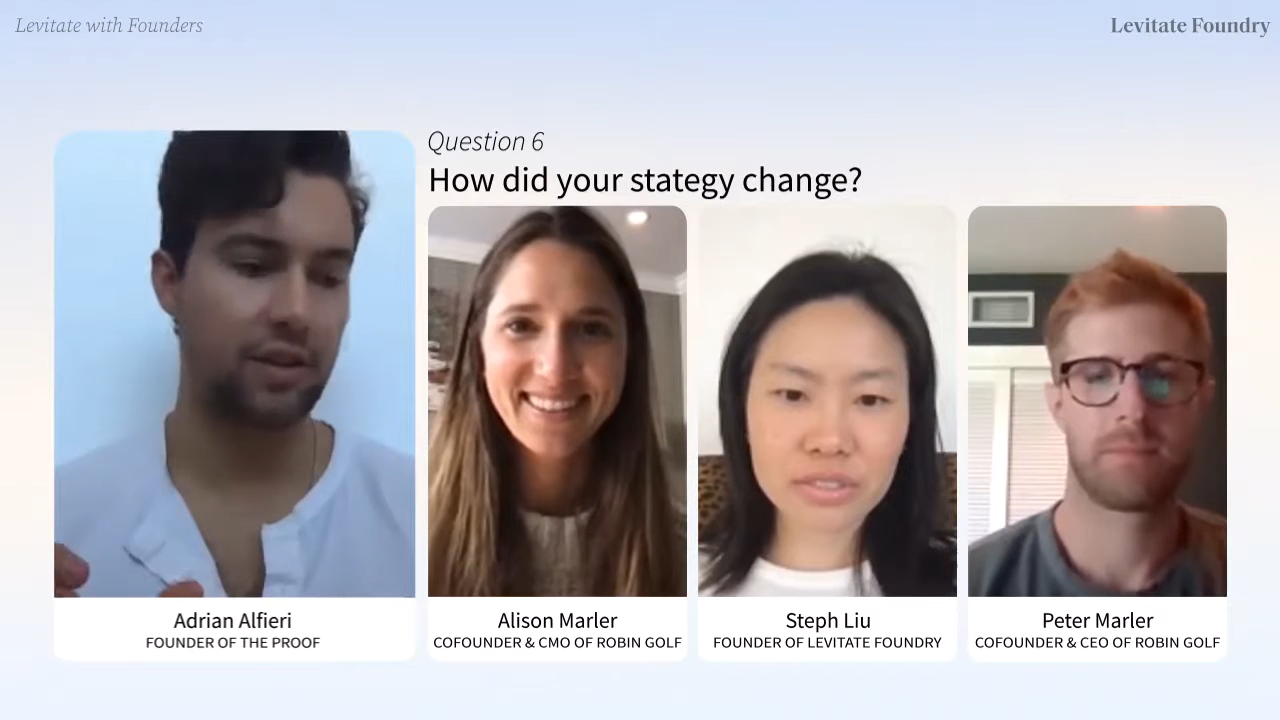 Levitate with Founders
Levitate Foundry
Question 6
How did your stategy change?
Adrian Alfieri
FOUNDER OF THE PROOF
Alison Marler
COFOUNDER & CMO OF ROBIN GOLF
Steph Liu
FOUNDER OF LEVITATE FOUNDRY
Peter Marler
COFOUNDER & CEO OF ROBIN GOLF